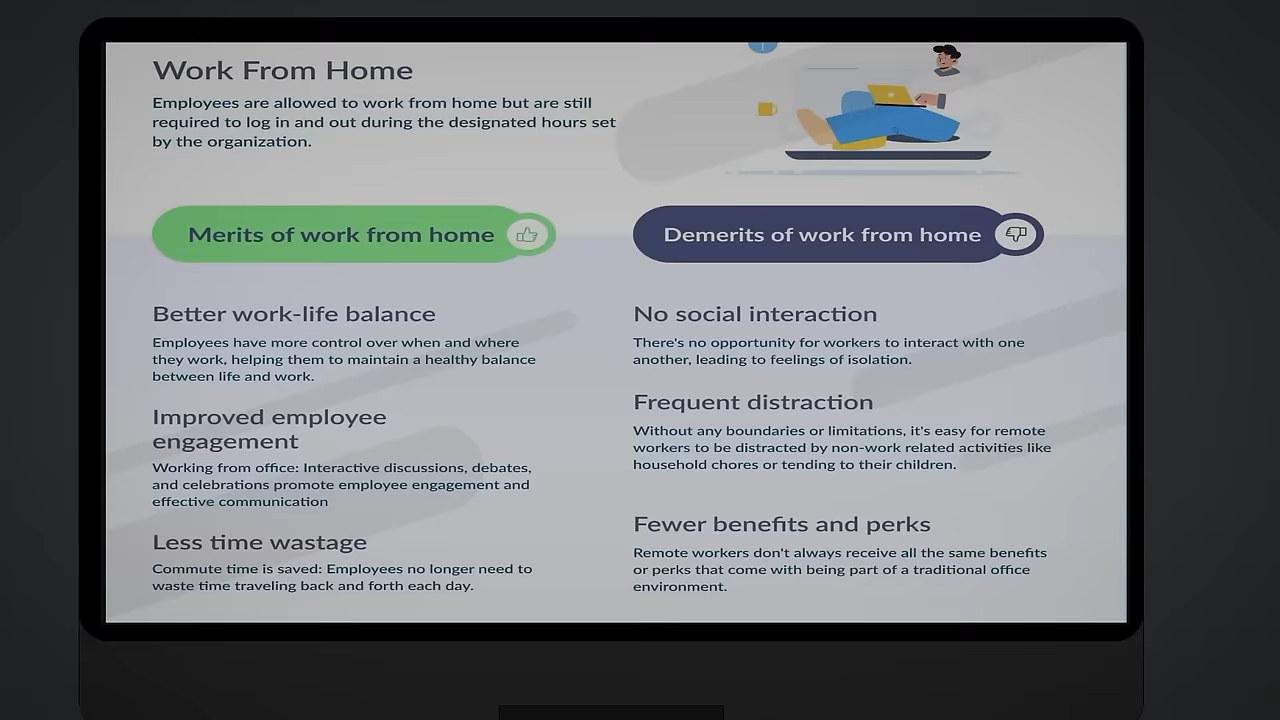 Work From Home
Employees are allowed to work from home but are still
required to log in and out during the designated hours set
by the organization.
Merits of work from home
Better work-life balance
Employees have more control over when and where
they work, helping them to maintain a healthy balance
between life and work.
Improved employee
engagement
Working from office: Interactive discussions, debates,
and celebrations promote employee engagement and
effective communication
Less time wastage
Commute time is saved: Employees no longer need to
waste time traveling back and forth each day.
Demerits of work from home
No social interaction
There's no opportunity for workers to interact with one
another, leading to feelings of isolation.
Frequent distraction
Without any boundaries or limitations, it's easy for remote
workers to be distracted by non-work related activities like
household chores or tending to their children.
Fewer benefits and perks
Remote workers don't always receive all the same benefits
or perks that come with being part of a traditional office
environment.